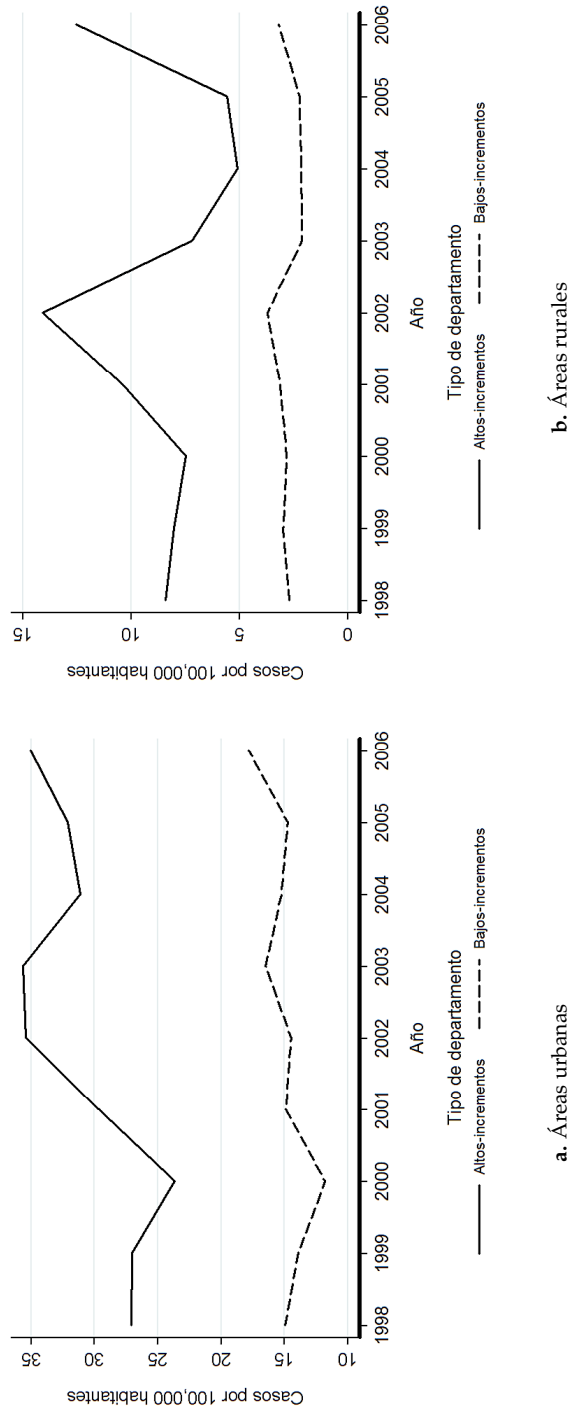 Casos por 100,000 habitantes
35
30
25
20
15
10
1998 1999 2000 2001 2002 2003 2004 2005 2006
Año
Tipo de departamento
Altos-incrementos Bajos-incrementos
a. Áreas urbanas
Casos por 100,000 habitantes
15
10
5
0
1998 1999 2000 2001 2002 2003 2004 2005 2006
Año
Tipo de departamento
Altos-incrementos Bajos-incrementos
b. Áreas rurales